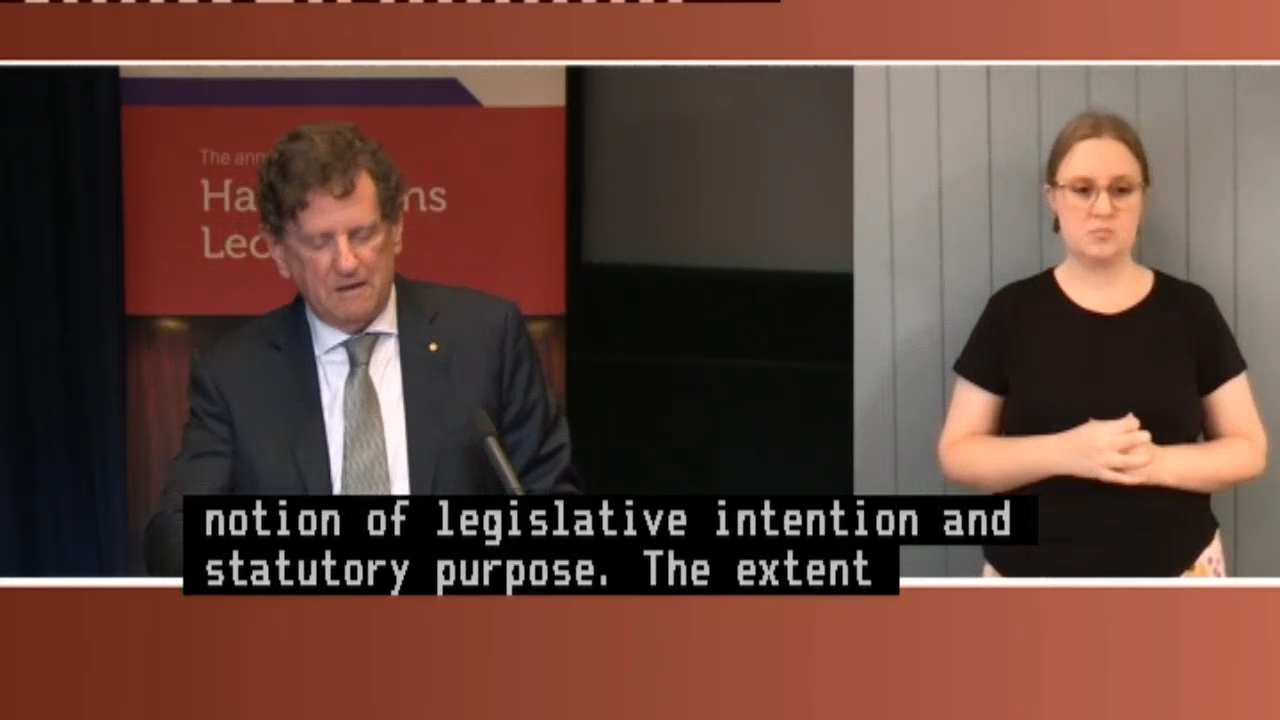 The ann
Ha ns
Lec
notion of legislative intention and
statutory purpose. The extent